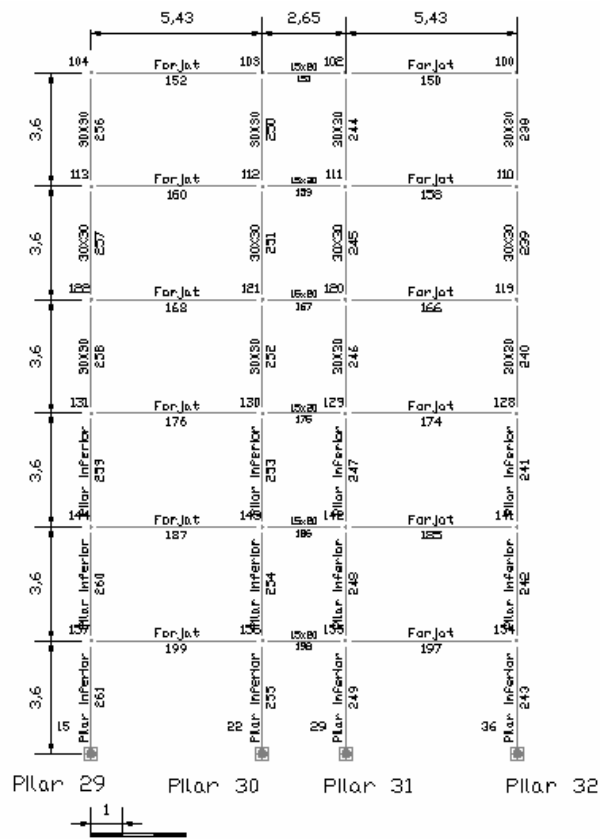 5,43 2,65 5,43
104 Forjat 103 15x80 102 Forjat 100
152 150
3,6 30X30 256 30X30 250 30X30 244 30X30
113 Forjat 112 111 Forjat 110
160 159 158
3,6 30X30 257 30X30 251 30X30 245 30X30 239
Forjat 121 120 Forjat 119
168 167 166
3,6 30X30 258 30X30 252 30X30 246 240
131 Forjat 130 15x80 129 Forjat 128
176 174
3,6 Pilar Inferior 259 Pilar Inferior 253 Pilar Inferior 247 Pilar Inferior 241
Forjat 15x80 Forjat
187 186 185
3,6 Pilar Inferior 260 Pilar Inferior 254 Pilar Inferior 248 Pilar Inferior 242
Forjat 15x80 Forjat
199 198 197
3,6 Pilar Inferior 261 Pilar Inferior 255 Pilar Inferior 249 Pilar Inferior 243
15 22 29 36
Pilar 29 Pilar 30 Pilar 31 Pilar 32
1